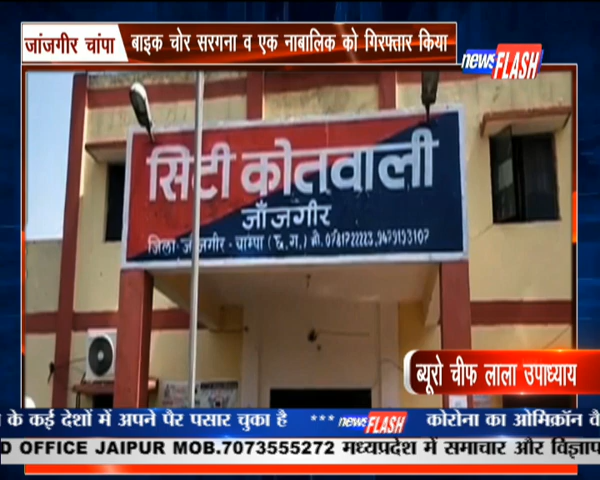 जांजगीर चांपा
बाइक चोर सरगना व एक नाबालिक को गिरफ्तार किया
news FLASH
सिटी कोतवाली
जाँजगीर
जिला-जाँजगीर-चाम्पा (छ.ग.)
ब्यूरो चीफ लाला उपाध्याय
के कई देशों में अपने पैर पसार चुका है *** news FLASH कोरोना का ओमिक्रॉन
OFFICE JAIPUR MOB.7073555272 मध्यप्रदेश में समाचार और